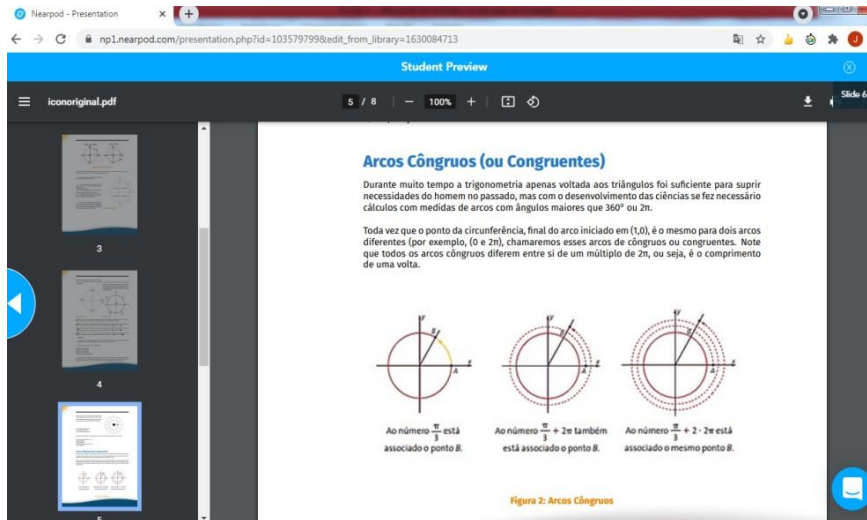 Nearpod - Presentation
np1.nearpod.com/presentation.php?id=103579799&edit_from_library=1630084713
J
Student Preview
iconoriginal.pdf
5 / 8
100%
Slide 6
3
4
5
Arcos Côngruos (ou Congruentes)
Durante muito tempo a trigonometria apenas voltada aos triângulos foi suficiente para suprir
necessidades do homem no passado, mas com o desenvolvimento das ciências se fez necessário
cálculos com medidas de arcos com ângulos maiores que 360° ou 2π.
Toda vez que o ponto da circunferência, final do arco iniciado em (1,0), é o mesmo para dois arcos
diferentes (por exemplo, (0 e 2π), chamaremos esses arcos de côngruos ou congruentes. Note
que todos os arcos côngruos diferem entre si de um múltiplo de 2π, ou seja, é o comprimento
de uma volta.
y B A x
y B A x
y B A x
Ao número π/3 está
associado o ponto B.
Ao número π/3 + 2π também
está associado o ponto B.
Ao número π/3 + 2 · 2π está
associado o mesmo ponto B.
Figura 2: Arcos Côngruos